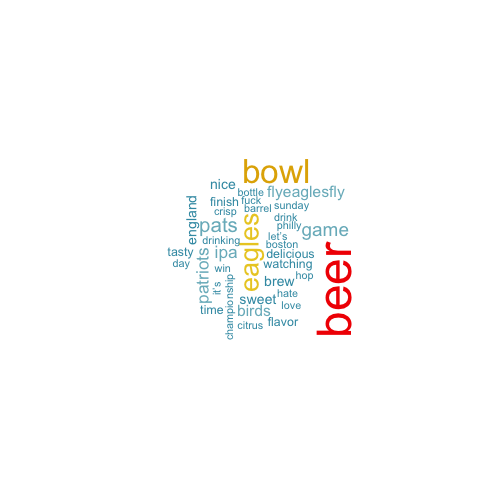 bowl
nice
bottle
flyeaglesfly
finish
fuck
england
crisp
barrel
sunday
pats
drink
philly
game
drinking
let's
eagles
boston
tasty
ipa
delicious
day
patriots
win
watching
beer
it's
brew
hop
championship
sweet
hate
love
time
birds
citrus
flavor